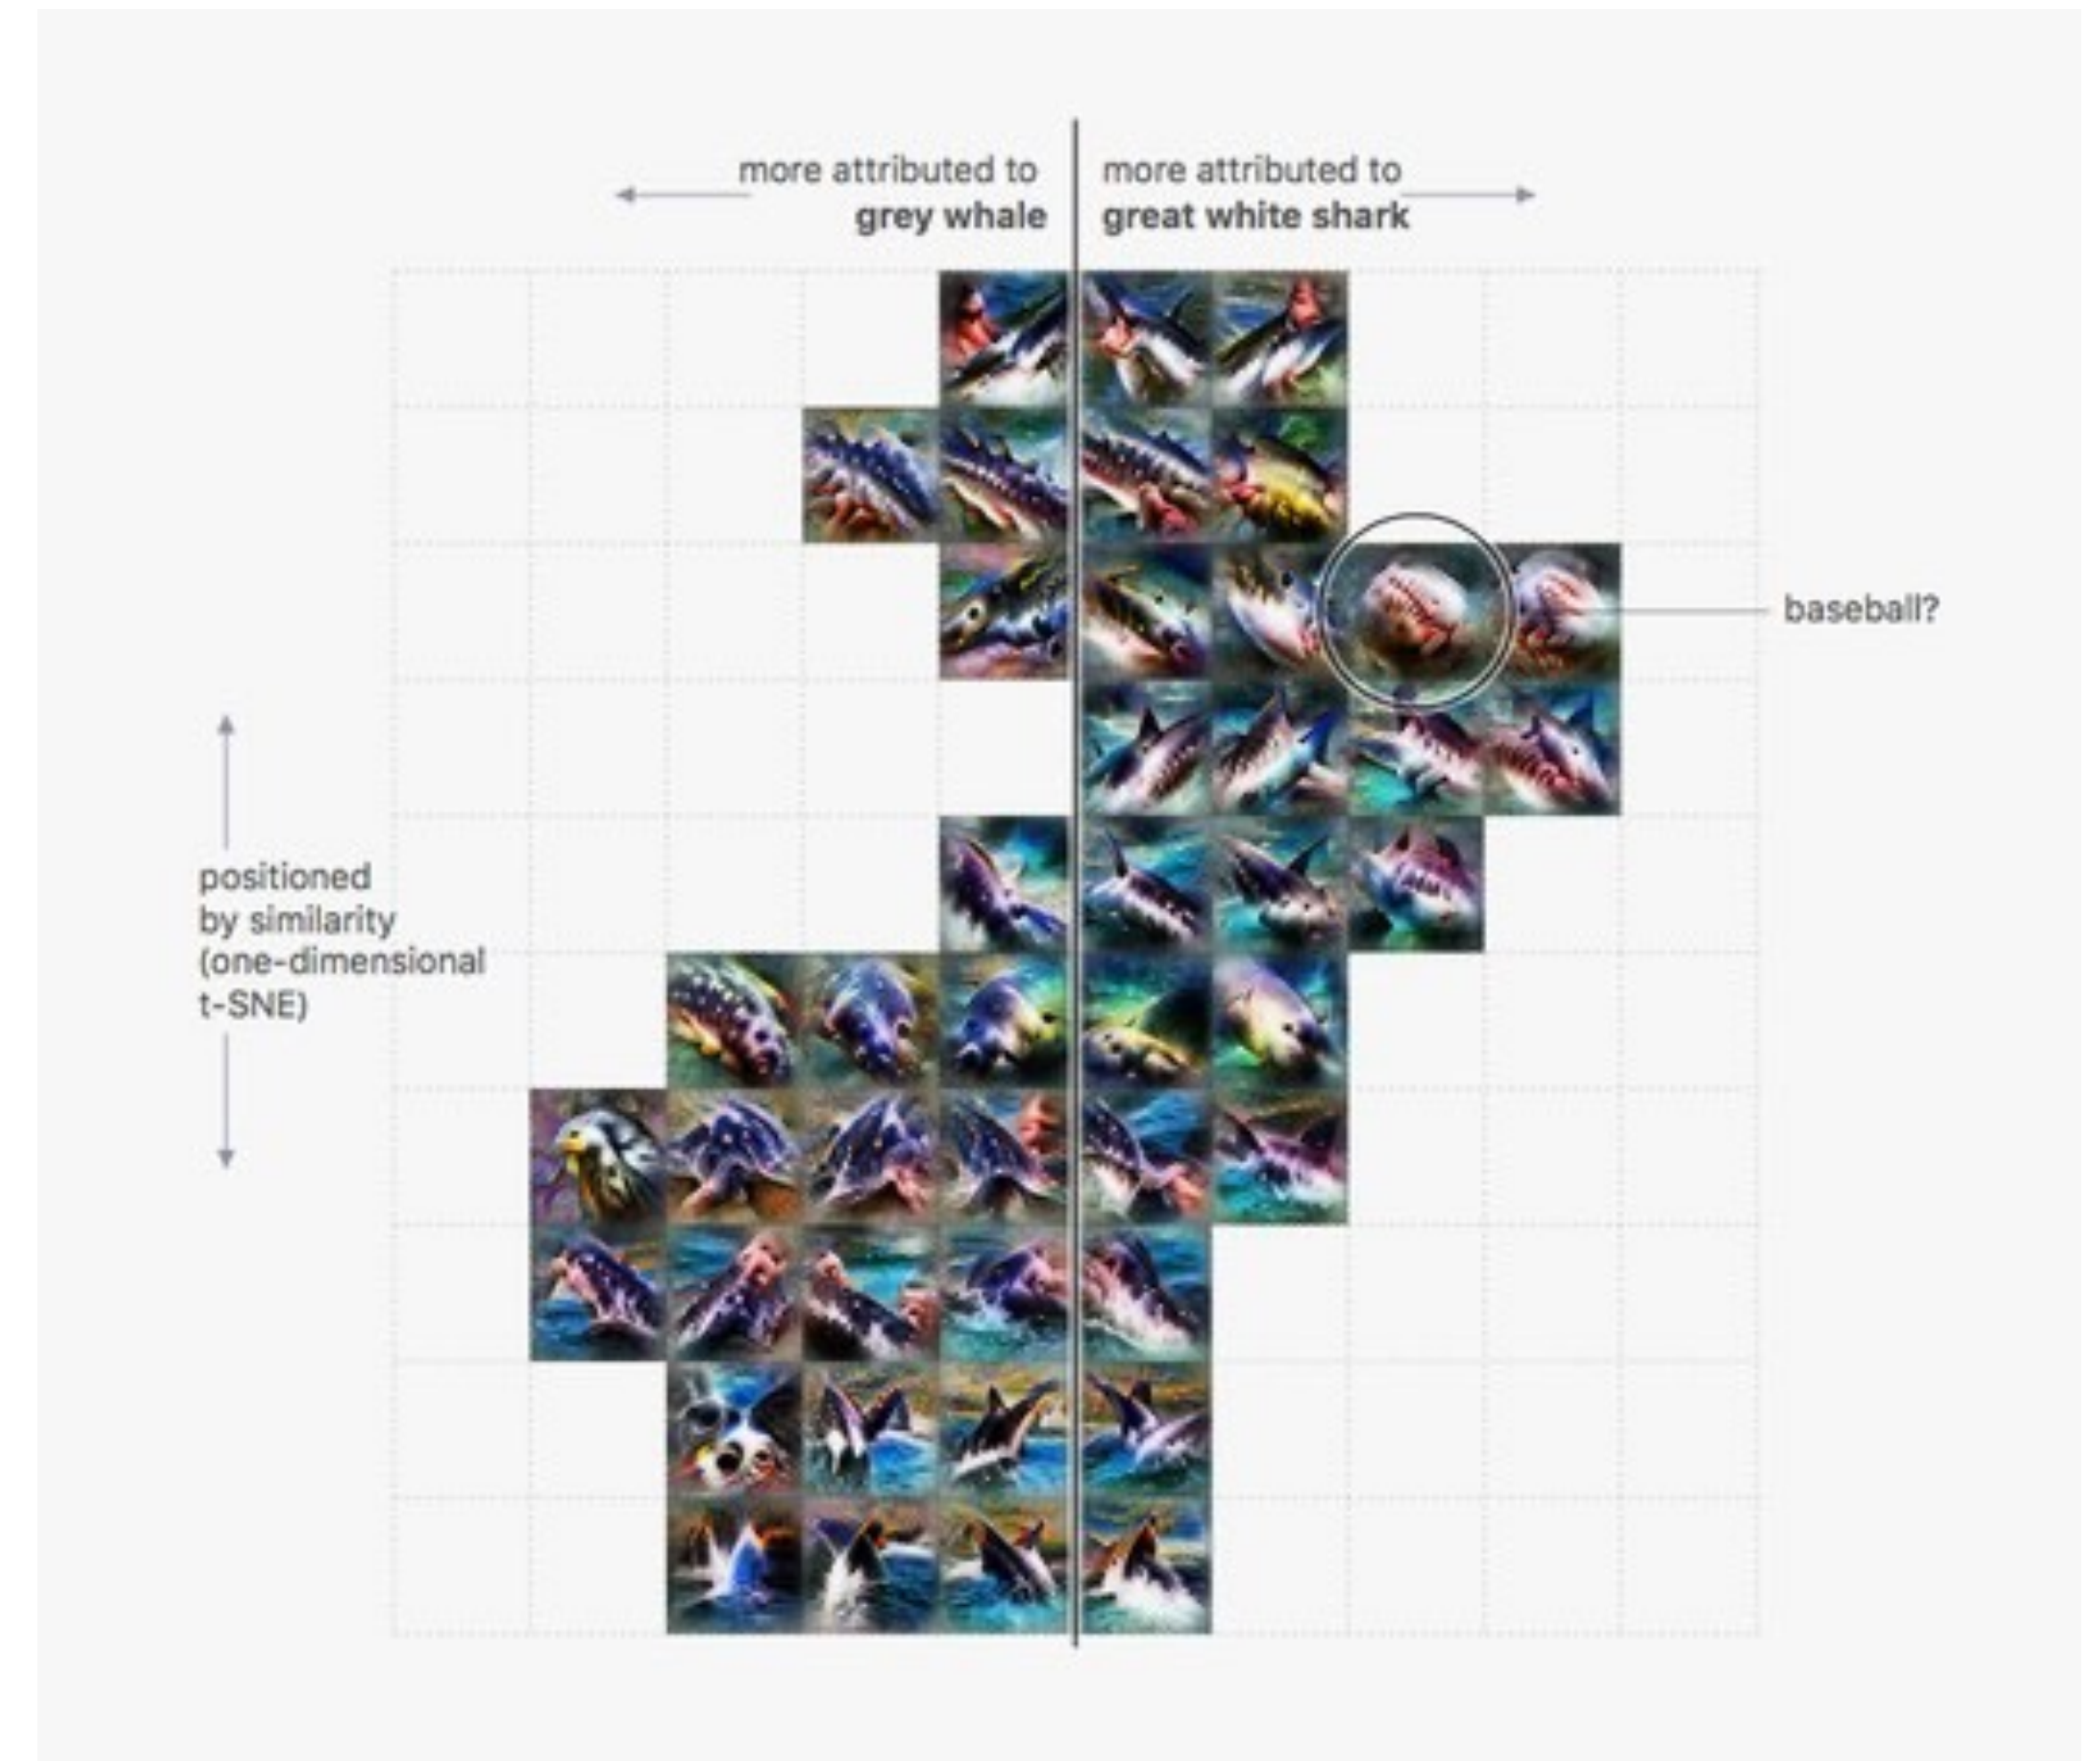 more attributed to
grey whale
more attributed to
great white shark
baseball?
positioned
by similarity
(one-dimensional
t-SNE)